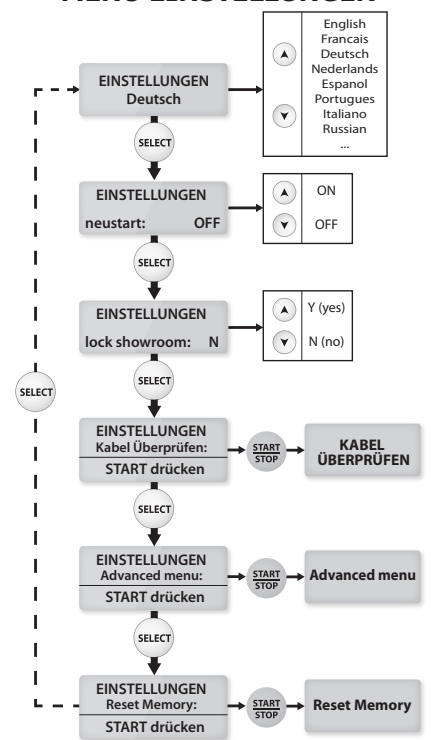 EINSTELLUNGEN
Deutsch
English
Francais
Deutsch
Nederlands
Espanol
Portugues
Italiano
Russian
...
SELECT
EINSTELLUNGEN
neustart: OFF
ON
OFF
SELECT
EINSTELLUNGEN
lock showroom: N
Y (yes)
N (no)
SELECT
SELECT
EINSTELLUNGEN
Kabel Überprüfen:
START drücken
START
STOP
KABEL
ÜBERPRÜFEN
SELECT
EINSTELLUNGEN
Advanced menu:
START drücken
START
STOP
Advanced menu
SELECT
EINSTELLUNGEN
Reset Memory:
START drücken
START
STOP
Reset Memory